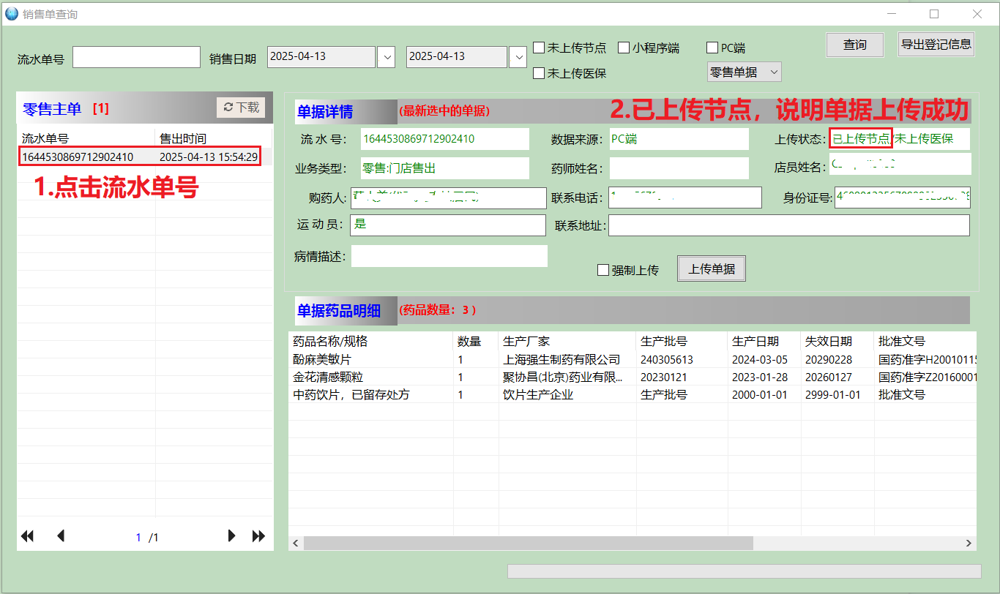 销售单查询
流水单号 销售日期 2025-04-13 2025-04-13 未上传节点 小程序端 PC端 查询 导出登记信息
未上传医保 零售单据
零售主单 [1] 下载
流水单号 售出时间
1644530869712902410 2025-04-13 15:54:29
1.点击流水单号
1 /1
单据详情 (最新选中的单据) 2.已上传节点，说明单据上传成功
流 水 号： 1644530869712902410 数据来源： PC端 上传状态： 已上传节点/未上传医保
业务类型： 零售:门店售出 药师姓名： 店员姓名：
购药人: 联系电话： 身份证号:
运 动 员： 是 联系地址：
病情描述： 强制上传 上传单据
单据药品明细 (药品数量：3 )
药品名称/规格 数量 生产厂家 生产批号 生产日期 失效日期 批准文号
酚麻美敏片 1 上海强生制药有限公司 240305613 2024-03-05 20290228 国药准字H20010115
金花清感颗粒 1 聚协昌(北京)药业有限... 20230121 2023-01-28 20260127 国药准字Z20160001
中药饮片，已留存处方 1 饮片生产企业 生产批号 2000-01-01 2999-01-01 批准文号